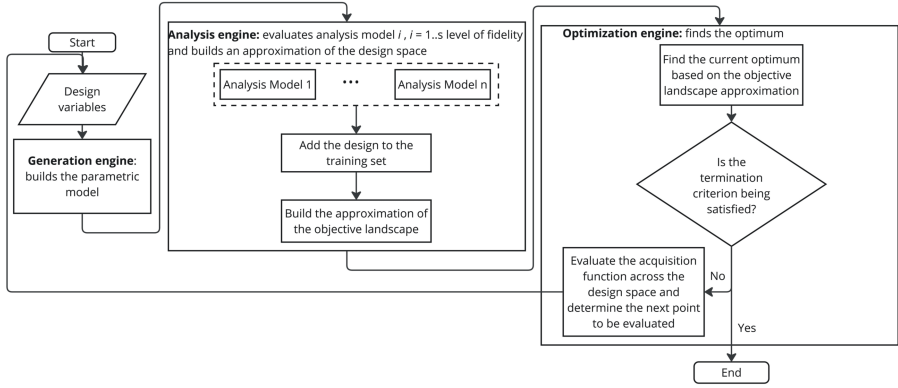 Start
Design
variables
Generation engine:
builds the parametric
model
Analysis engine: evaluates analysis model i , i = 1..s level of fidelity
and builds an approximation of the design space
Analysis Model 1
...
Analysis Model n
Add the design to the
training set
Build the approximation of
the objective landscape
Optimization engine: finds the optimum
Find the current optimum
based on the objective
landscape approximation
Is the
termination
criterion being
satisfied?
No
Evaluate the acquisition
function across the
design space and
determine the next point
to be evaluated
Yes
End